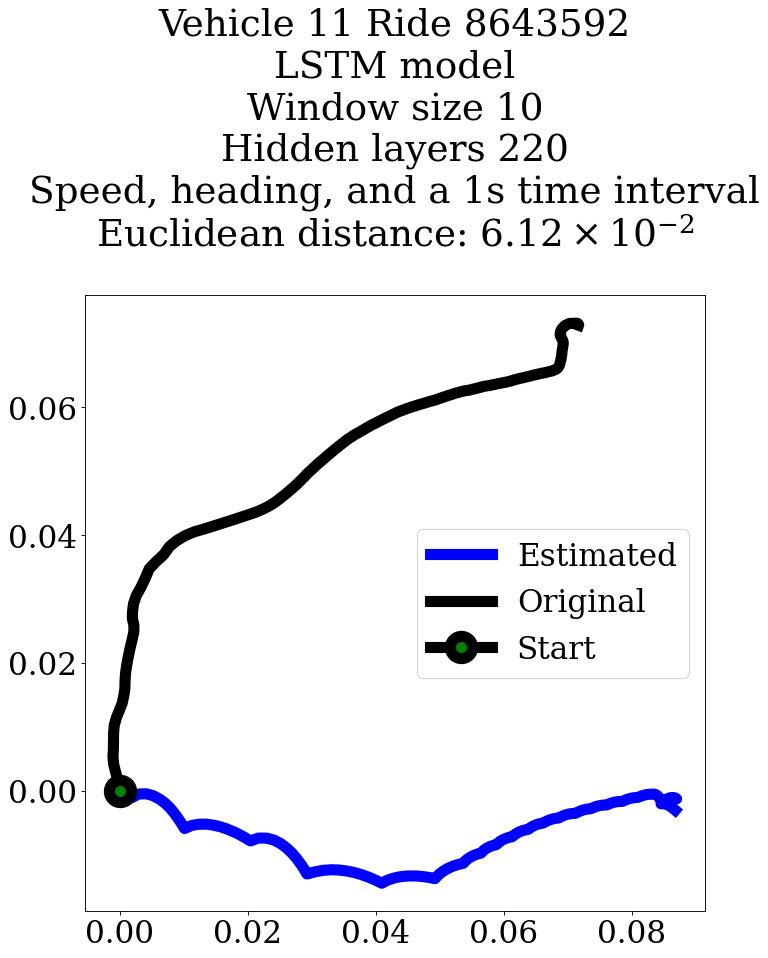 Vehicle 11 Ride 8643592
LSTM model
Window size 10
Hidden layers 220
Speed, heading, and a 1s time interval
Euclidean distance: 6.12 × 10⁻²
0.06
0.04
0.02
0.00
Estimated
Original
Start
0.00 0.02 0.04 0.06 0.08